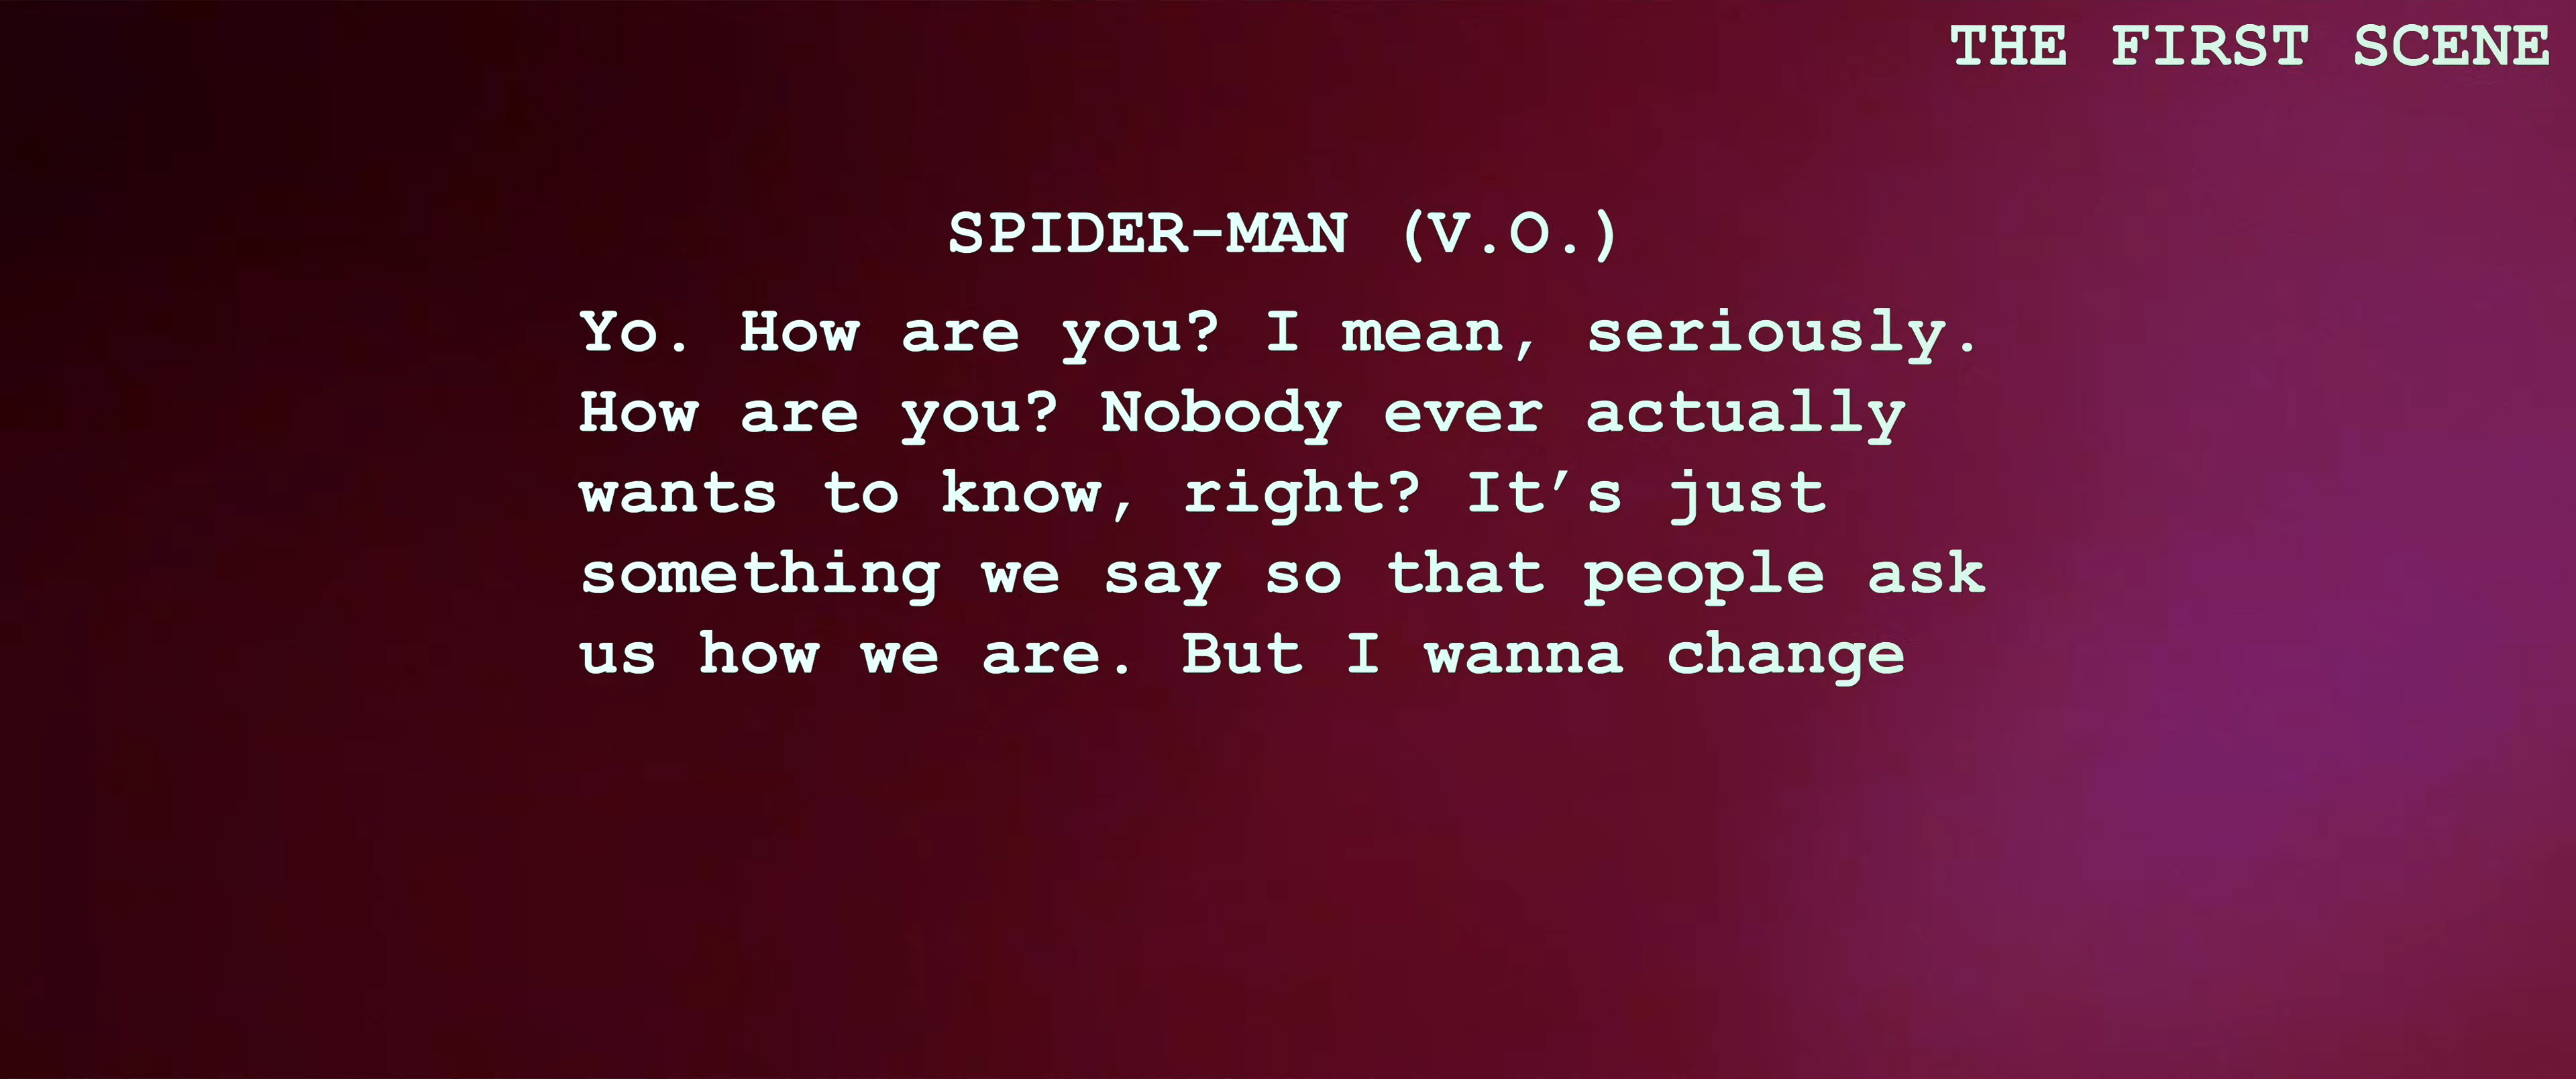 THE FIRST SCENE
SPIDER-MAN (V.O.)
Yo. How are you? I mean, seriously.
How are you? Nobody ever actually
wants to know, right? It’s just
something we say so that people ask
us how we are. But I wanna change